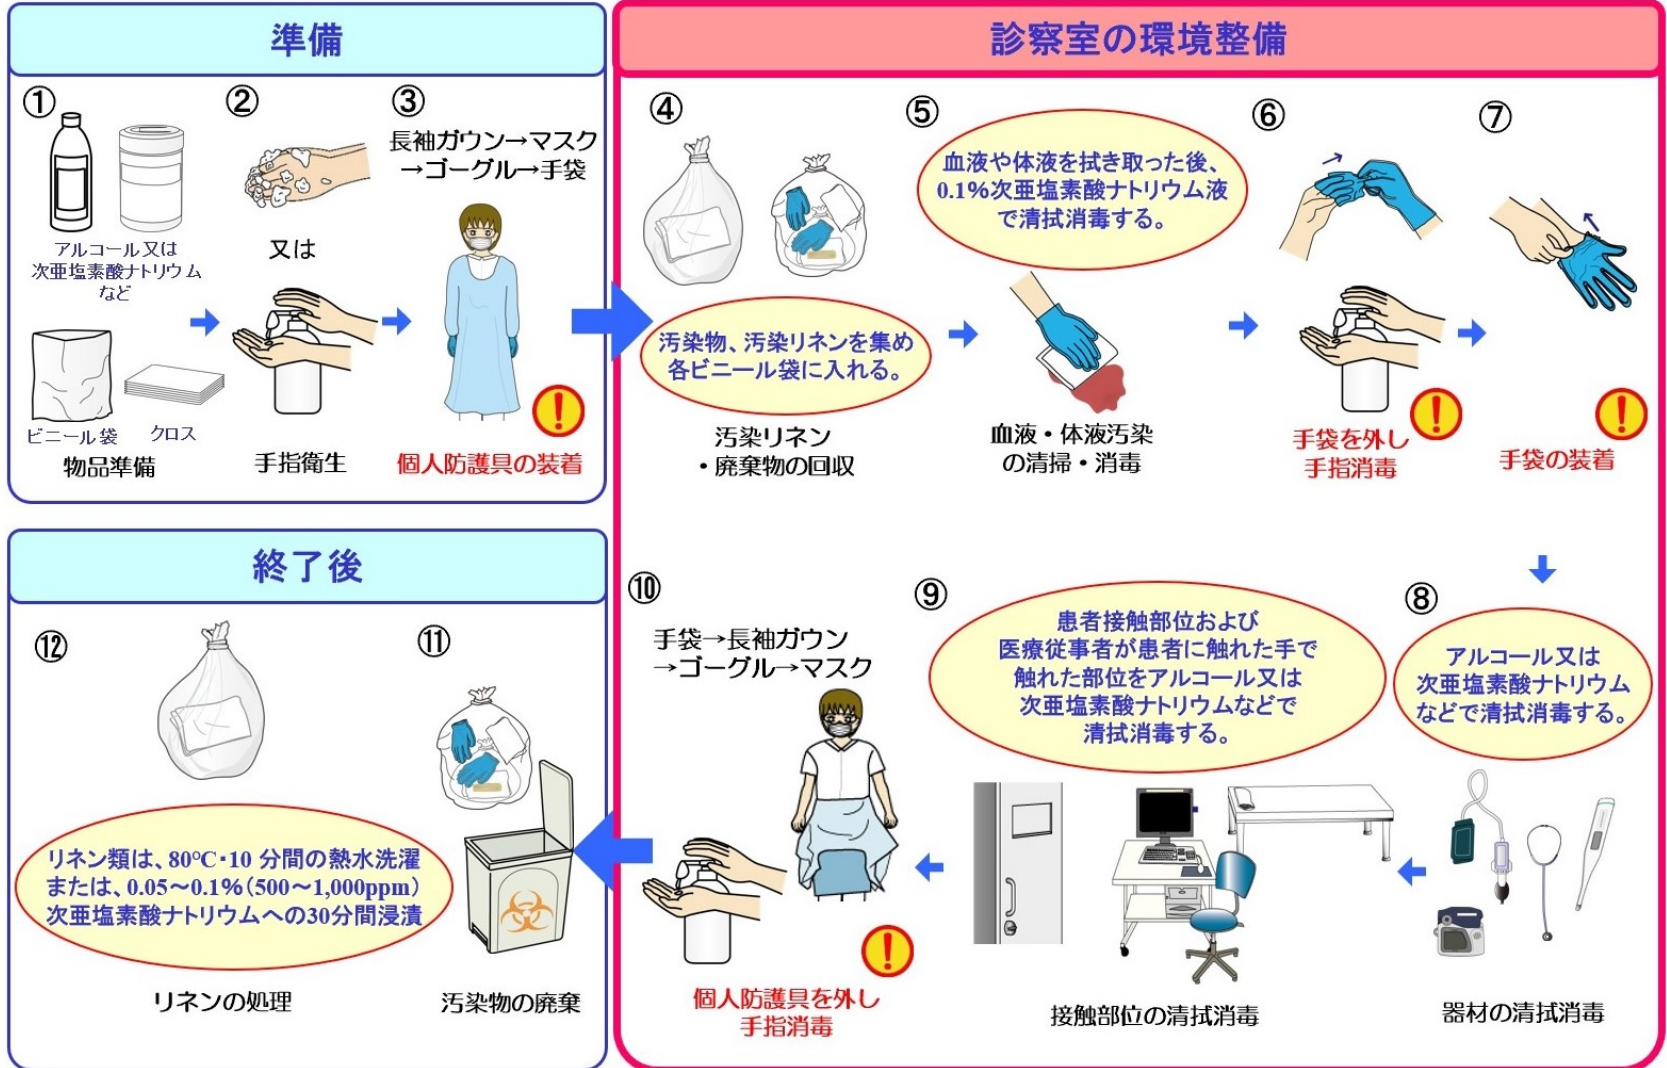 準備
①
アルコール又は
次亜塩素酸ナトリウム
など
ビニール袋
クロス
物品準備
②
又は
手指衛生
③
長袖ガウン→マスク
→ゴーグル→手袋
個人防護具の装着
診察室の環境整備
④
汚染物、汚染リネンを集め
各ビニール袋に入れる。
汚染リネン
・廃棄物の回収
⑤
血液や体液を拭き取った後、
0.1%次亜塩素酸ナトリウム液
で清拭消毒する。
血液・体液汚染
の清掃・消毒
⑥
手袋を外し
手指消毒
⑦
手袋の装着
⑧
アルコール又は
次亜塩素酸ナトリウム
などで清拭消毒する。
器材の清拭消毒
⑨
患者接触部位および
医療従事者が患者に触れた手で
触れた部位をアルコール又は
次亜塩素酸ナトリウムなどで
清拭消毒する。
接触部位の清拭消毒
⑩
手袋→長袖ガウン
→ゴーグル→マスク
個人防護具を外し
手指消毒
終了後
⑪
汚染物の廃棄
⑫
リネン類は、80℃・10 分間の熱水洗濯
または、0.05～0.1%(500～1,000ppm)
次亜塩素酸ナトリウムへの30分間浸漬
リネンの処理